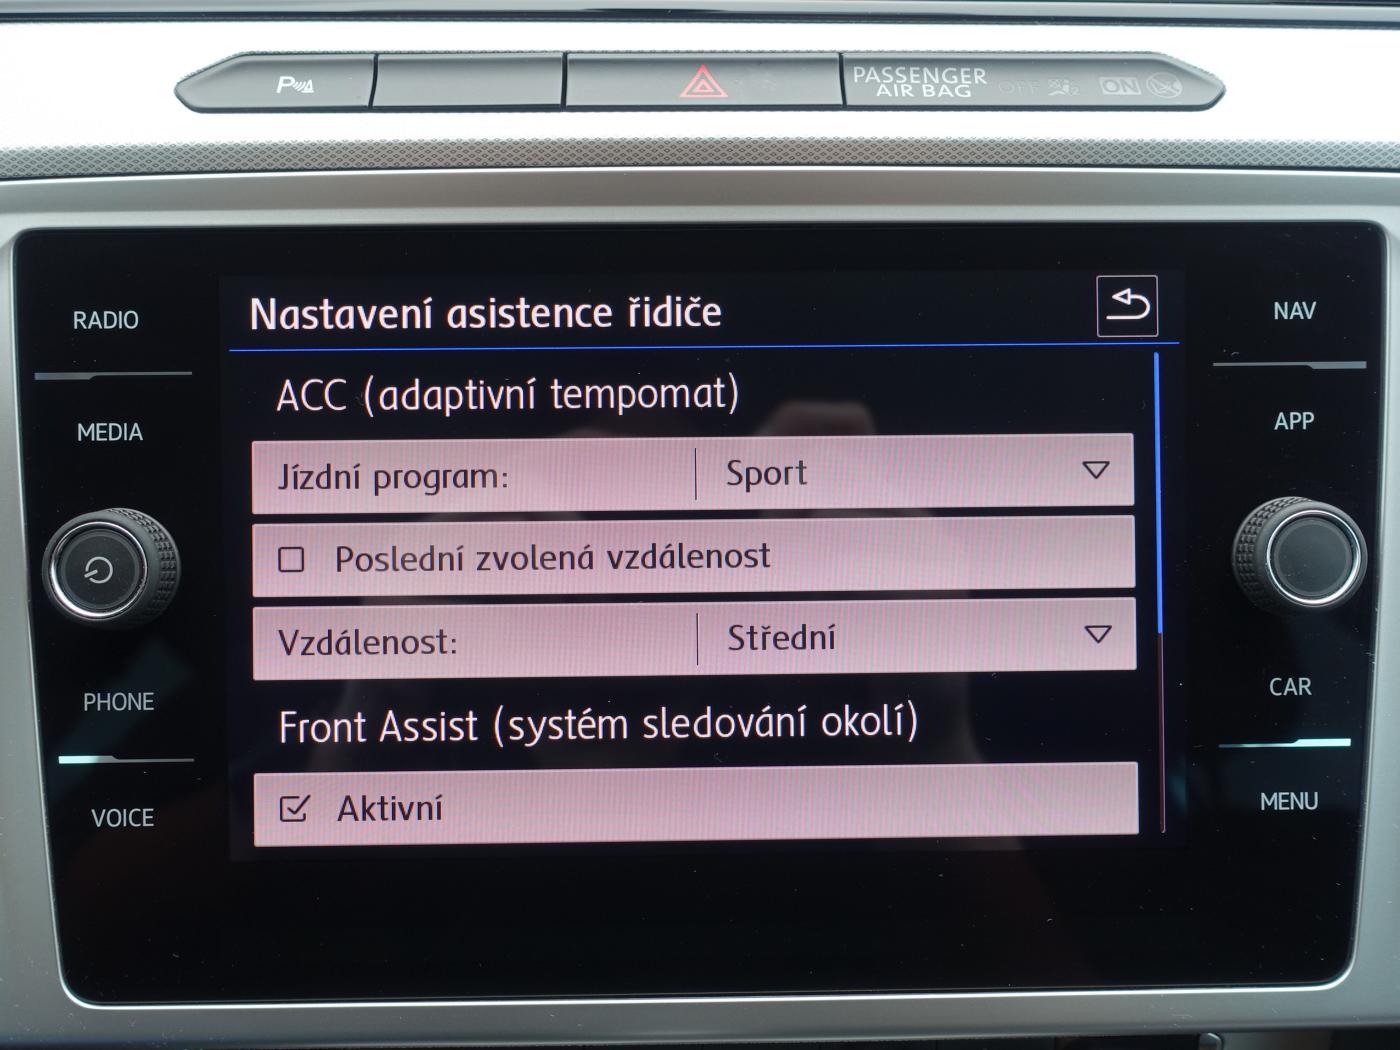 P
PASSENGER
AIR BAG
OFF
ON
RADIO
MEDIA
PHONE
VOICE
Nastavení asistence řidiče
ACC (adaptivní tempomat)
Jízdní program: Sport
Poslední zvolená vzdálenost
Vzdálenost: Střední
Front Assist (systém sledování okolí)
Aktivní
NAV
APP
CAR
MENU